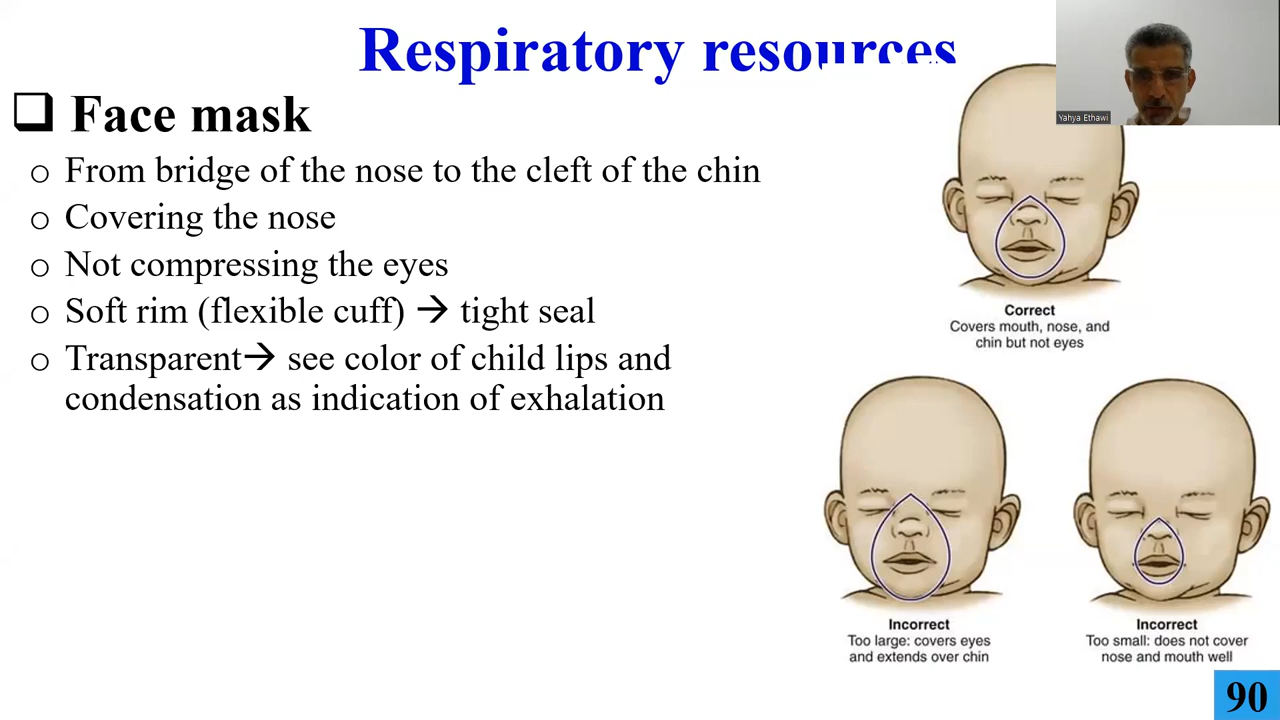 Respiratory resources
❑ Face mask
o From bridge of the nose to the cleft of the chin
o Covering the nose
o Not compressing the eyes
o Soft rim (flexible cuff) → tight seal
o Transparent→ see color of child lips and
condensation as indication of exhalation
Yahya Ethawi
Correct
Covers mouth, nose, and
chin but not eyes
Incorrect
Too large: covers eyes
and extends over chin
Incorrect
Too small: does not cover
nose and mouth well
90